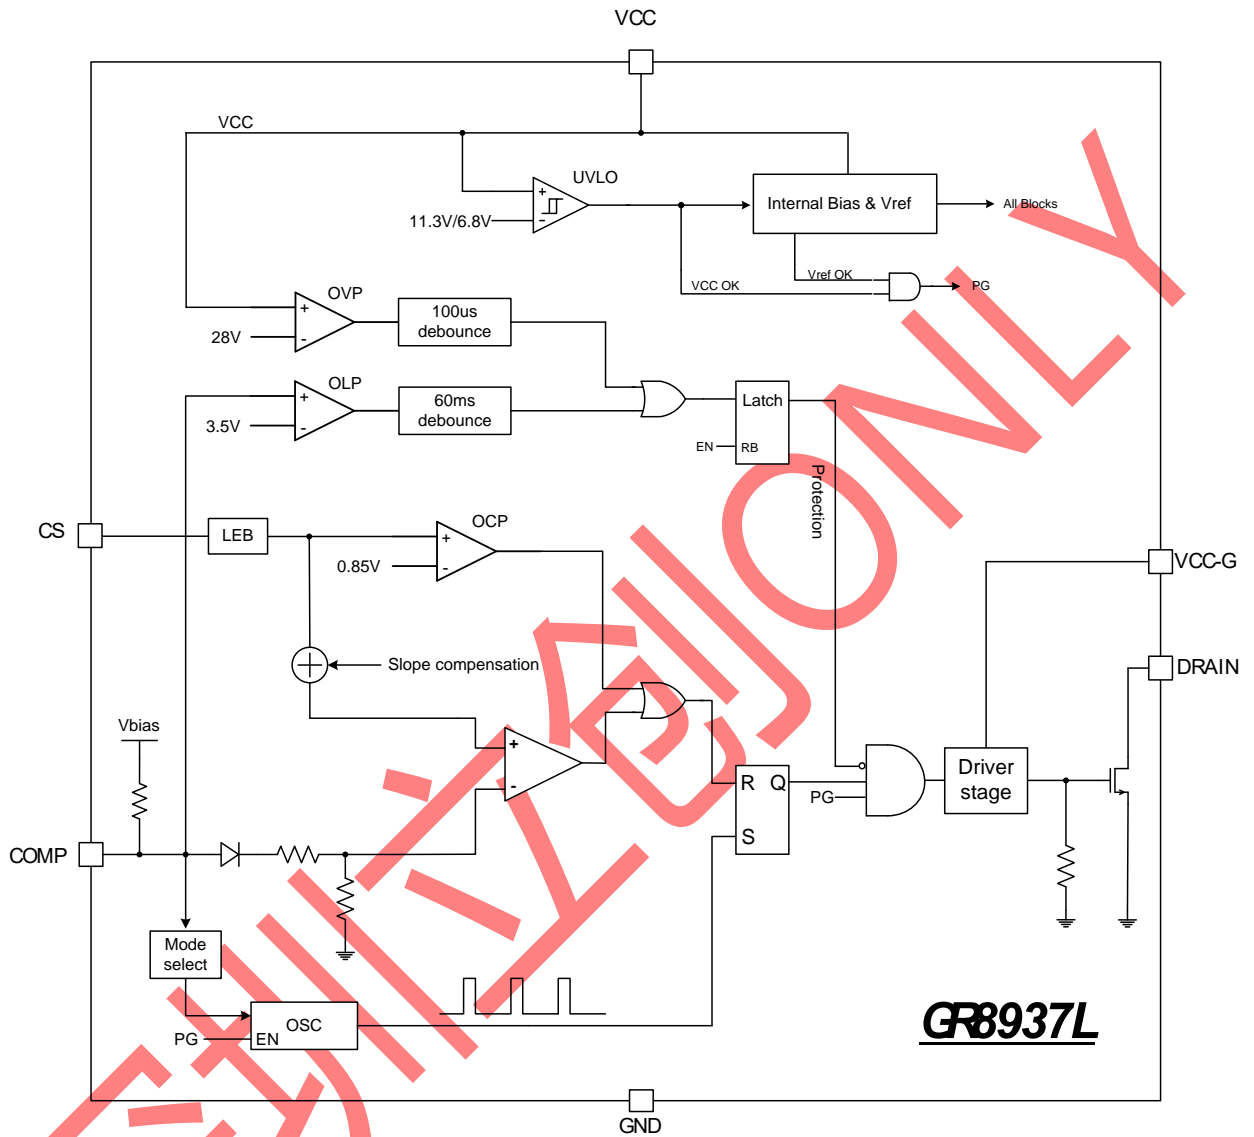 VCC
VCC
UVLO
+
-
11.3V/6.8V
Internal Bias & Vref
All Blocks
Vref OK
VCC OK
PG
OVP
+
-
28V
100us
debounce
OLP
+
-
3.5V
60ms
debounce
Latch
EN
RB
Protection
CS
LEB
OCP
+
-
0.85V
VCC-G
Slope compensation
DRAIN
Vbias
+
-
R Q
S
PG
Driver
stage
COMP
Mode
select
OSC
PG
EN
GR8937L
GND
ONLY